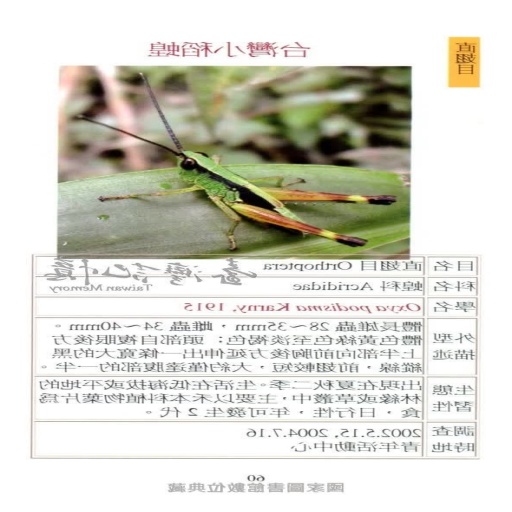 直翅目
台灣小稻蝗
臺灣記憶
Taiwan Memory
目名 直翅目 Orthoptera
科名 蝗科 Acrididae
學名 Oxya podisma Karny, 1915
外型描述 體長雄蟲 28~35mm，雌蟲 34~40mm。
體色黃綠色至淡褐色；頭部自複眼後方
上半部向前胸後方延伸出一條寬大的黑
縱線，前翅較短，大約僅達腹部的一半。
生態習性 出現在夏秋二季。生活在低海拔或平地的
林緣或草叢中，主要以禾本科植物葉片為
食，日行性，年可發生 2 代。
調查時地 2002.5.15, 2004.7.16
青年活動中心
60
國家圖書館數位典藏